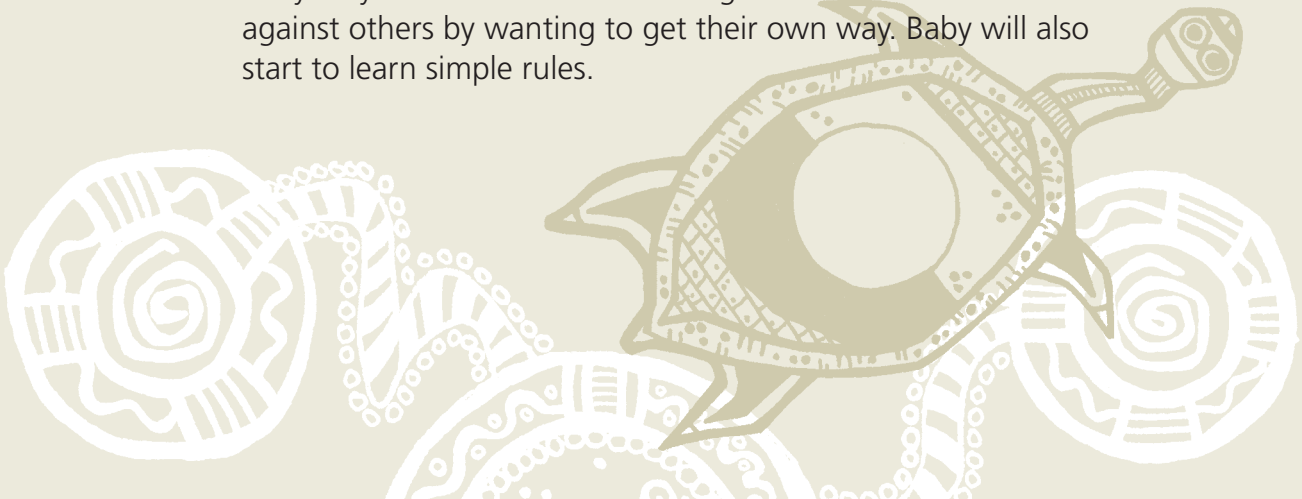 against others by wanting to get their own way. Baby will also
start to learn simple rules.